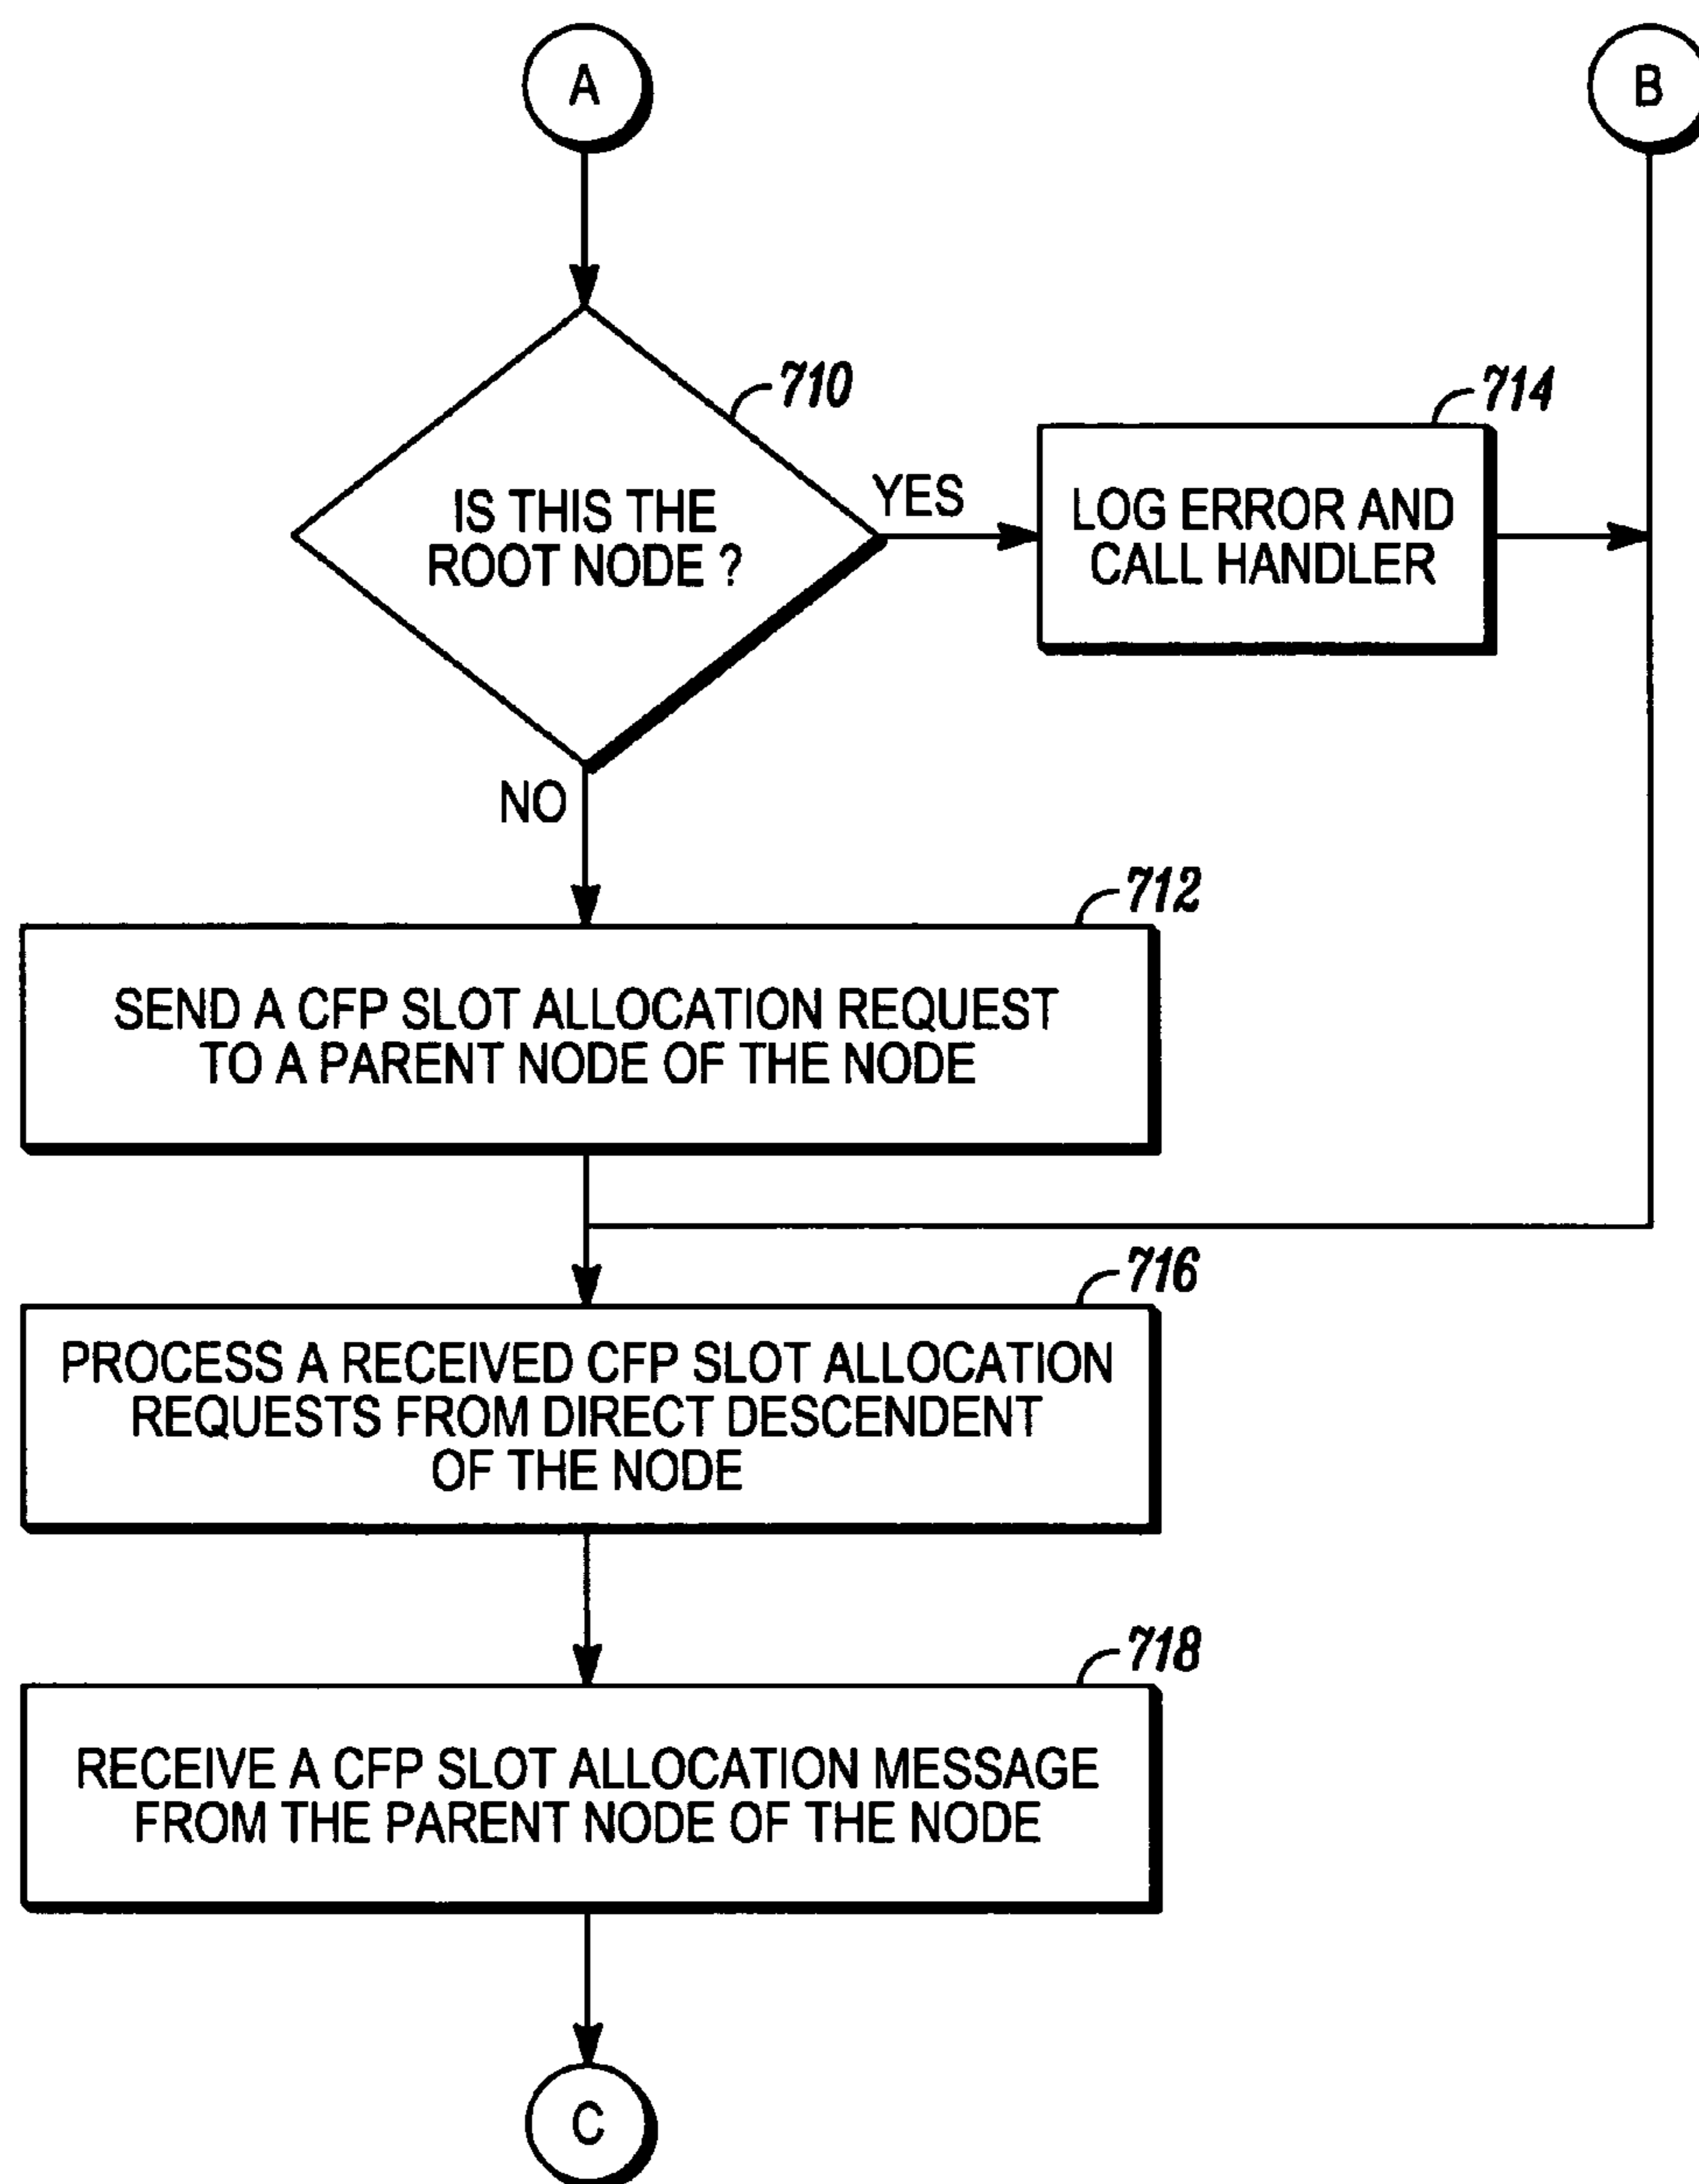 A
B
710
714
IS THIS THE
ROOT NODE ?
YES
LOG ERROR AND
CALL HANDLER
NO
712
SEND A CFP SLOT ALLOCATION REQUEST
TO A PARENT NODE OF THE NODE
716
PROCESS A RECEIVED CFP SLOT ALLOCATION
REQUESTS FROM DIRECT DESCENDENT
OF THE NODE
718
RECEIVE A CFP SLOT ALLOCATION MESSAGE
FROM THE PARENT NODE OF THE NODE
C